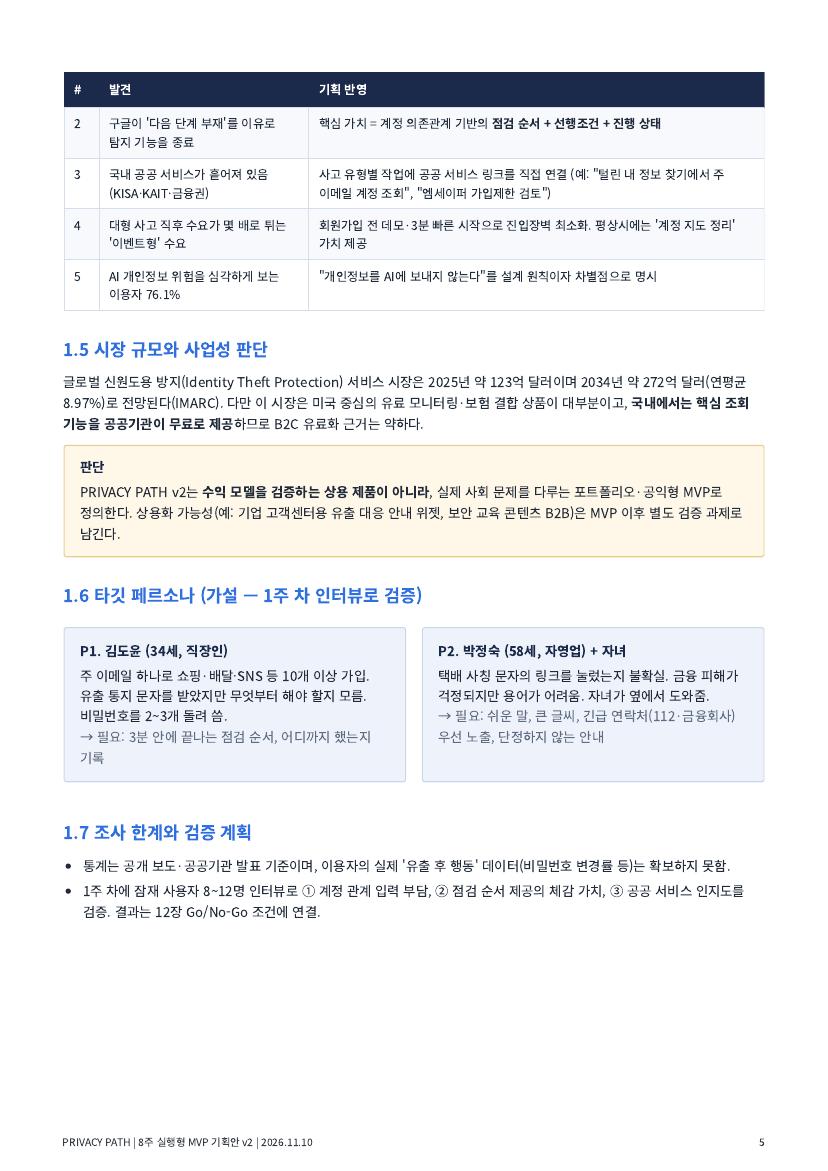 # 발견 기획 반영
2 구글이 '다음 단계 부재'를 이유로 핵심 가치 = 계정 의존관계 기반의 점검 순서 + 선행조건 + 진행 상태
탐지 기능을 종료
3 국내 공공 서비스가 흩어져 있음 사고 유형별 작업에 공공 서비스 링크를 직접 연결 (예: "털린 내 정보 찾기에서 주
(KISA·KAIT·금융권) 이메일 계정 조회", "엠세이퍼 가입제한 검토")
4 대형 사고 직후 수요가 몇 배로 튀는 회원가입 전 데모·3분 빠른 시작으로 진입장벽 최소화. 평상시에는 '계정 지도 정리'
'이벤트형' 수요 가치 제공
5 AI 개인정보 위험을 심각하게 보는 "개인정보를 AI에 보내지 않는다"를 설계 원칙이자 차별점으로 명시
이용자 76.1%
1.5 시장 규모와 사업성 판단
글로벌 신원도용 방지(Identity Theft Protection) 서비스 시장은 2025년 약 123억 달러이며 2034년 약 272억 달러(연평균
8.97%)로 전망된다(IMARC). 다만 이 시장은 미국 중심의 유료 모니터링·보험 결합 상품이 대부분이고, 국내에서는 핵심 조회
기능을 공공기관이 무료로 제공하므로 B2C 유료화 근거는 약하다.
판단
PRIVACY PATH v2는 수익 모델을 검증하는 상용 제품이 아니라, 실제 사회 문제를 다루는 포트폴리오·공익형 MVP로
정의한다. 상용화 가능성(예: 기업 고객센터용 유출 대응 안내 위젯, 보안 교육 콘텐츠 B2B)은 MVP 이후 별도 검증 과제로
남긴다.
1.6 타깃 페르소나 (가설 — 1주 차 인터뷰로 검증)
P1. 김도윤 (34세, 직장인)
주 이메일 하나로 쇼핑·배달·SNS 등 10개 이상 가입.
유출 통지 문자를 받았지만 무엇부터 해야 할지 모름.
비밀번호를 2~3개 돌려 씀.
→ 필요: 3분 안에 끝나는 점검 순서, 어디까지 했는지
기록
P2. 박정숙 (58세, 자영업) + 자녀
택배 사칭 문자의 링크를 눌렀는지 불확실. 금융 피해가
걱정되지만 용어가 어려움. 자녀가 옆에서 도와줌.
→ 필요: 쉬운 말, 큰 글씨, 긴급 연락처(112·금융회사)
우선 노출, 단정하지 않는 안내
1.7 조사 한계와 검증 계획
• 통계는 공개 보도·공공기관 발표 기준이며, 이용자의 실제 '유출 후 행동' 데이터(비밀번호 변경률 등)는 확보하지 못함.
• 1주 차에 잠재 사용자 8~12명 인터뷰로 ① 계정 관계 입력 부담, ② 점검 순서 제공의 체감 가치, ③ 공공 서비스 인지도를
검증. 결과는 12장 Go/No-Go 조건에 연결.
PRIVACY PATH | 8주 실행형 MVP 기획안 v2 | 2026.11.10 5